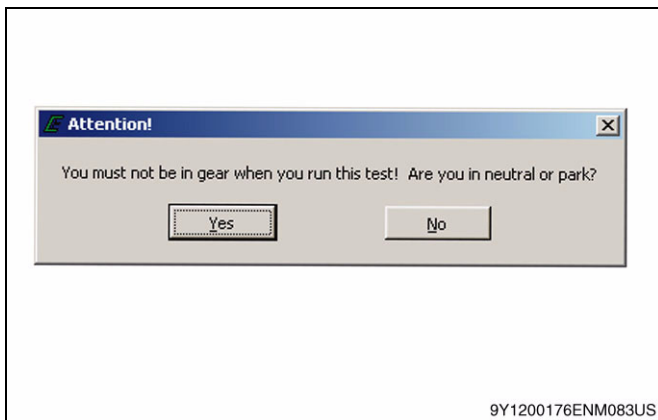 Attention!
You must not be in gear when you run this test! Are you in neutral or park?
Yes
No
9Y1200176ENM083US